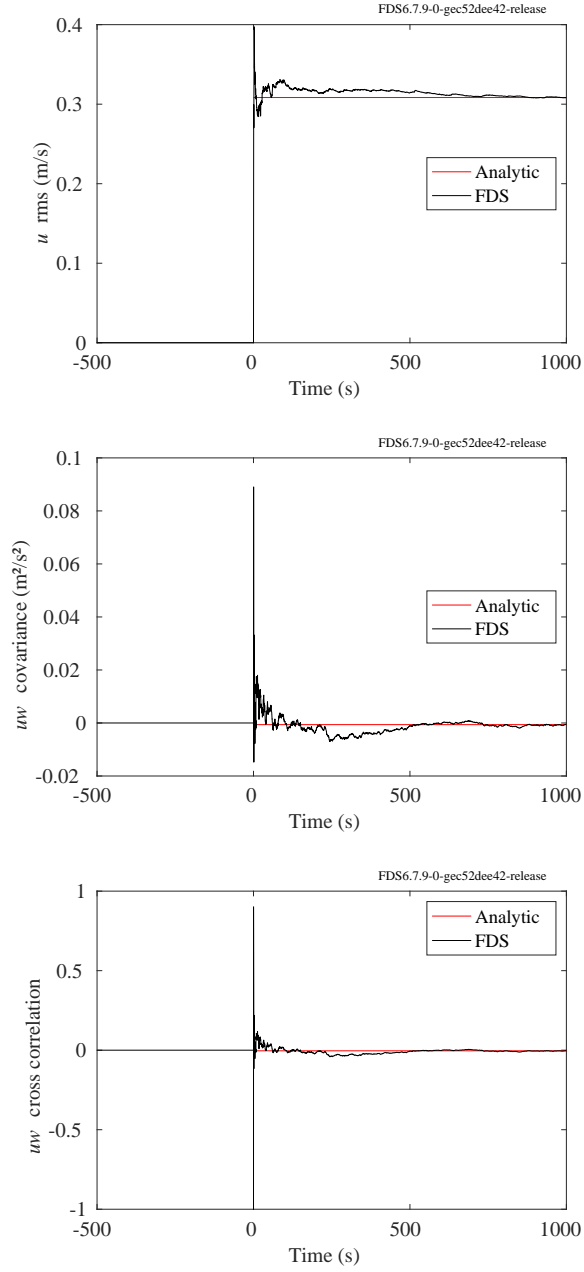 FDS6.7.9-0-gec52dee42-release
0.4
0.3
0.2
0.1
0
u rms (m/s)
Analytic
FDS
-500 0 500 1000
Time (s)
FDS6.7.9-0-gec52dee42-release
0.1
0.08
0.06
0.04
0.02
0
-0.02
uw covariance (m²/s²)
Analytic
FDS
-500 0 500 1000
Time (s)
FDS6.7.9-0-gec52dee42-release
1
0.5
0
-0.5
-1
uw cross correlation
Analytic
FDS
-500 0 500 1000
Time (s)